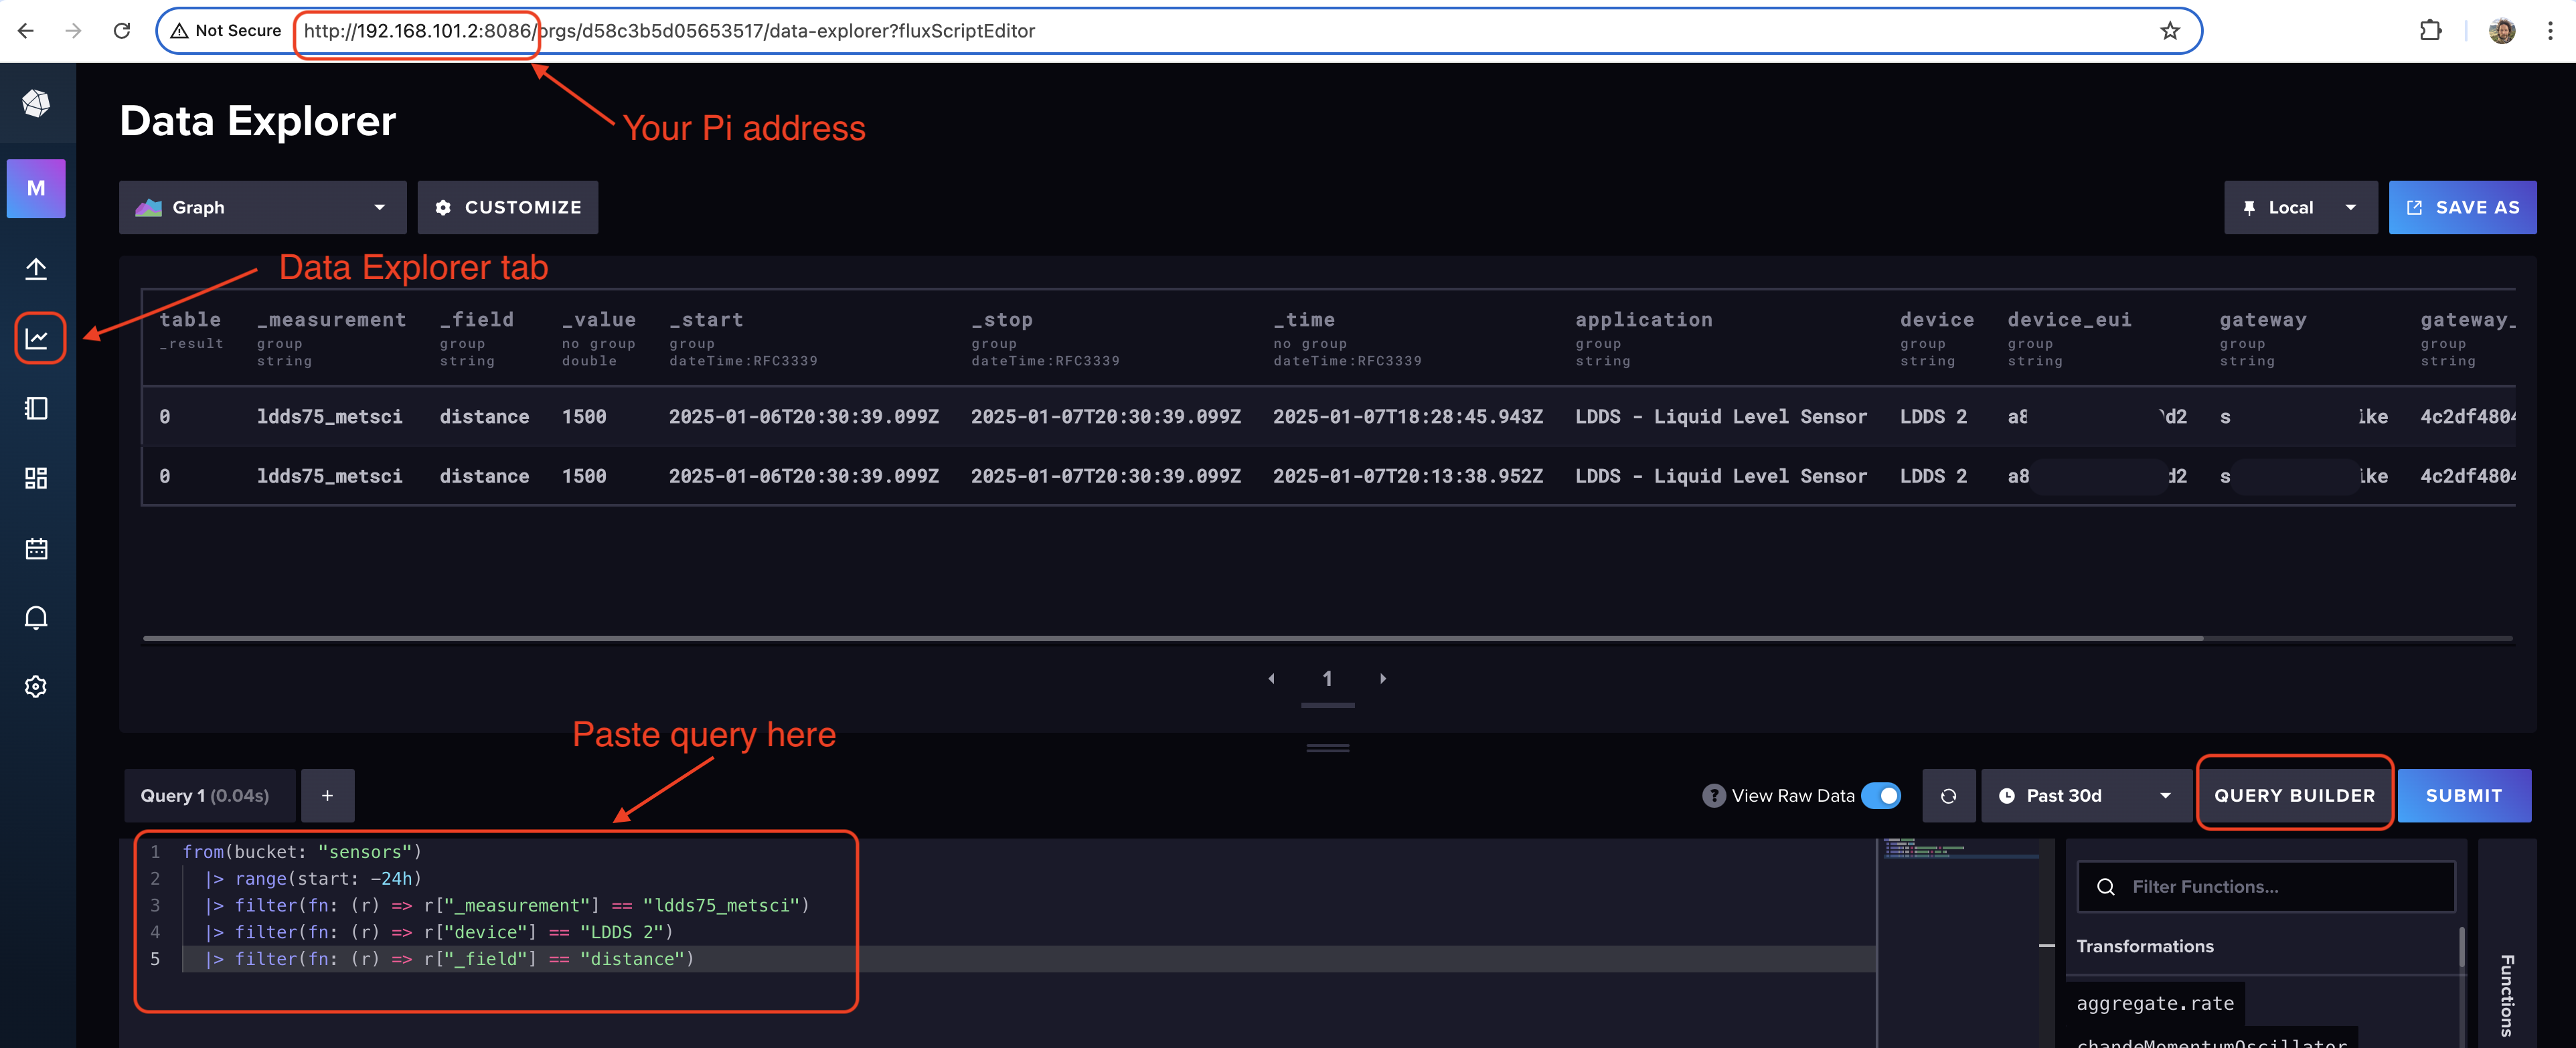 Not Secure http://192.168.101.2:8086/orgs/d58c3b5d05653517/data-explorer?fluxScriptEditor
Your Pi address
Data Explorer
M
Graph CUSTOMIZE Local SAVE AS
Data Explorer tab
table _measurement _field _value _start _stop _time application device device_eui gateway gateway_
_result group group no group group group no group group group group group group
string string double dateTime:RFC3339 dateTime:RFC3339 dateTime:RFC3339 string string string string string
0 ldds75_metsci distance 1500 2025-01-06T20:30:39.099Z 2025-01-07T20:30:39.099Z 2025-01-07T18:28:45.943Z LDDS - Liquid Level Sensor LDDS 2 a8 d2 s ike 4c2df4804
0 ldds75_metsci distance 1500 2025-01-06T20:30:39.099Z 2025-01-07T20:30:39.099Z 2025-01-07T20:13:38.952Z LDDS - Liquid Level Sensor LDDS 2 a8 d2 s ike 4c2df4804
1
Paste query here
Query 1 (0.04s) + ? View Raw Data Past 30d QUERY BUILDER SUBMIT
1 from(bucket: "sensors")
2 |> range(start: -24h)
3 |> filter(fn: (r) => r["_measurement"] == "ldds75_metsci")
4 |> filter(fn: (r) => r["device"] == "LDDS 2")
5 |> filter(fn: (r) => r["_field"] == "distance")
Filter Functions...
Transformations
aggregate.rate
chandeMomentumOscillator
Functions